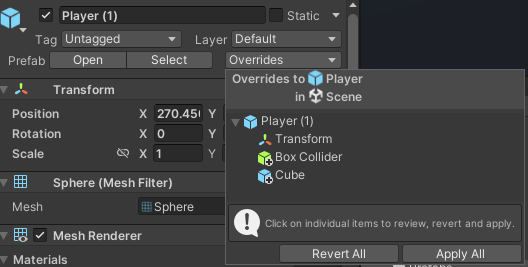 Player (1)
Static
Tag Untagged Layer Default
Prefab Open Select Overrides
Overrides to Player
in Scene
Transform
Position X 270.45 Y
Rotation X 0 Y
Scale X 1 Y
Player (1)
Transform
Box Collider
Cube
Sphere (Mesh Filter)
Mesh Sphere
Click on individual items to review, revert and apply.
Mesh Renderer
Revert All Apply All
Materials